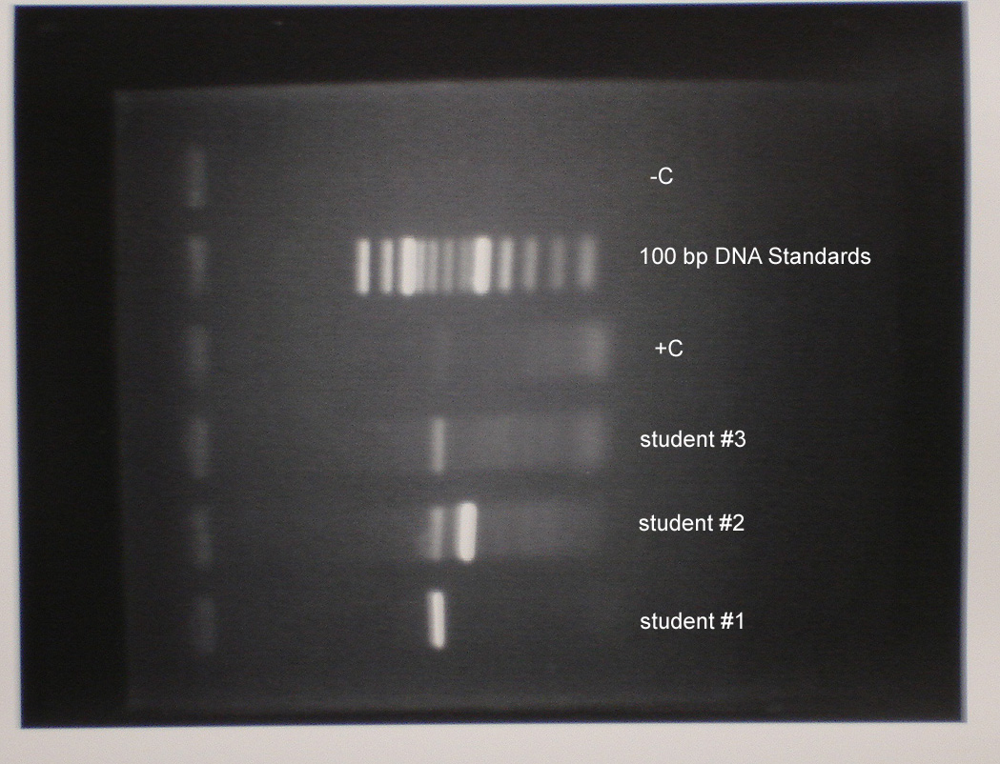 -C
100 bp DNA Standards
+C
student #3
student #2
student #1